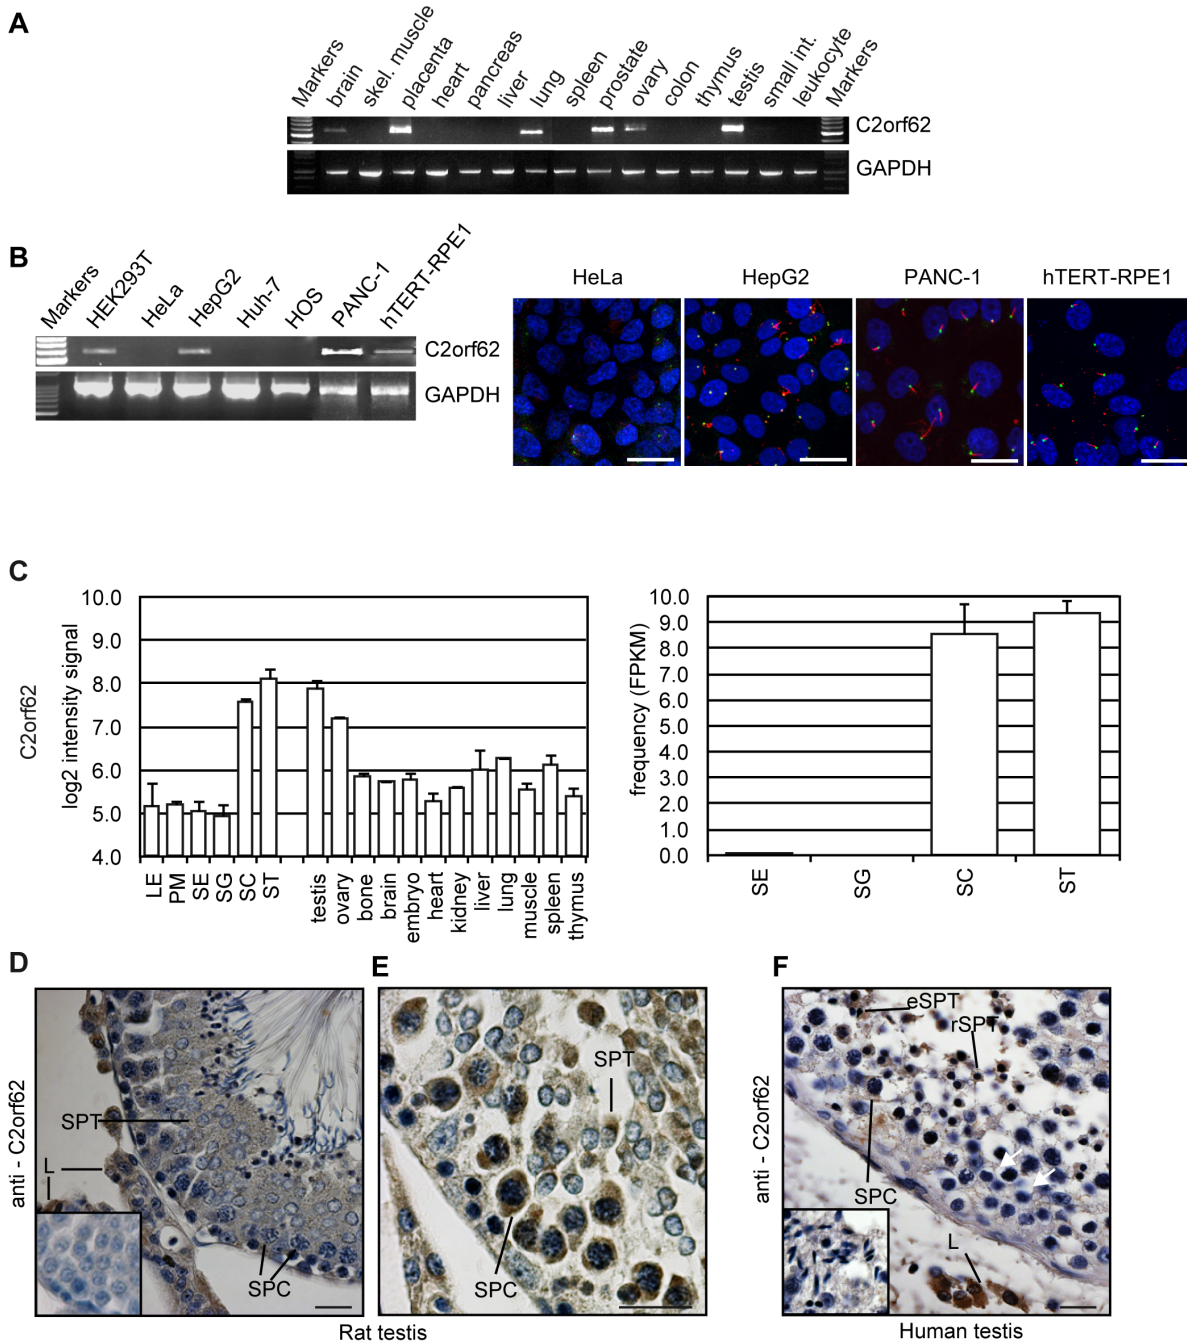 A
Markers
brain
skel. muscle
placenta
heart
pancreas
liver
lung
spleen
prostate
ovary
colon
thymus
testis
small int.
leukocyte
Markers
C2orf62
GAPDH
B
Markers
HEK293T
HeLa
HepG2
Huh-7
HOS
PANC-1
hTERT-RPE1
C2orf62
GAPDH
HeLa
HepG2
PANC-1
hTERT-RPE1
C
C2orf62
log2 intensity signal
10.0
9.0
8.0
7.0
6.0
5.0
4.0
LE
PM
SE
SG
SC
ST
testis
ovary
bone
brain
embryo
heart
kidney
liver
lung
muscle
spleen
thymus
frequency (FPKM)
10.0
9.0
8.0
7.0
6.0
5.0
4.0
3.0
2.0
1.0
0.0
SE
SG
SC
ST
D
anti - C2orf62
SPT
L
SPC
E
SPT
SPC
Rat testis
F
anti - C2orf62
eSPT
rSPT
SPC
L
Human testis